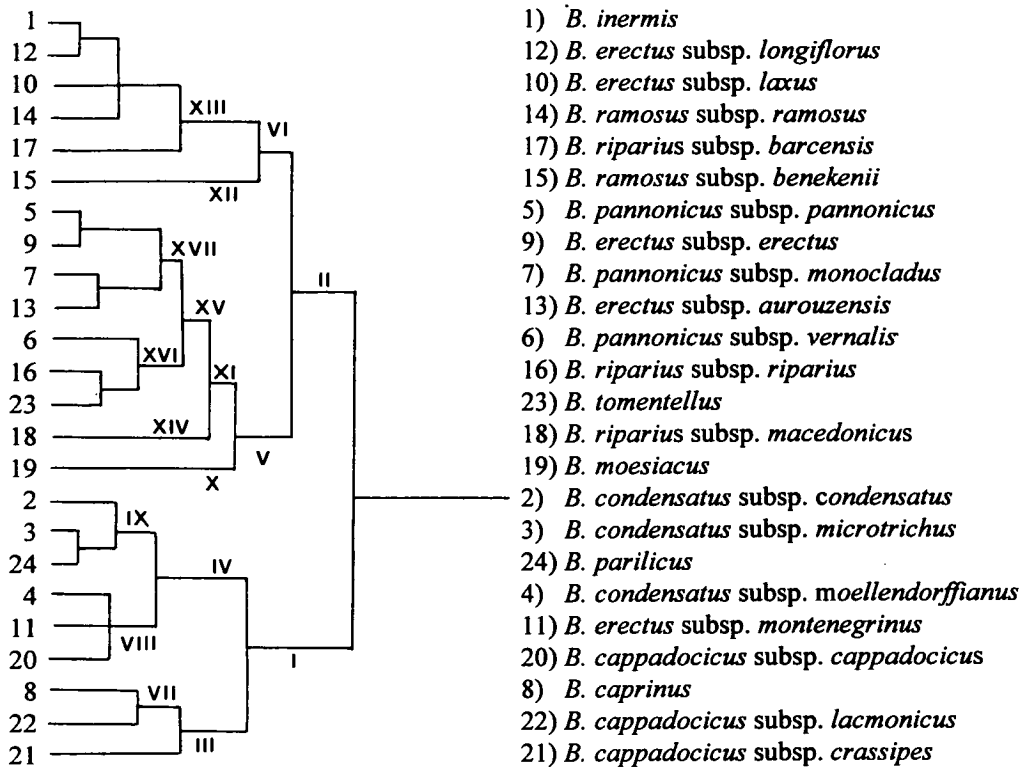 1 1) B. inermis
12 12) B. erectus subsp. longiflorus
10 10) B. erectus subsp. laxus
14 XIII 14) B. ramosus subsp. ramosus
VI
17 17) B. riparius subsp. barcensis
15 15) B. ramosus subsp. benekenii
XII
5 5) B. pannonicus subsp. pannonicus
9 XVII 9) B. erectus subsp. erectus
7 II 7) B. pannonicus subsp. monocladus
13 XV 13) B. erectus subsp. aurouzensis
6 6) B. pannonicus subsp. vernalis
16 XVI XI 16) B. riparius subsp. riparius
23 23) B. tomentellus
18 XIV 18) B. riparius subsp. macedonicus
19 V 19) B. moesiacus
X
2 2) B. condensatus subsp. condensatus
3 IX 3) B. condensatus subsp. microtrichus
24 IV 24) B. parilicus
4 4) B. condensatus subsp. moellendorffianus
11 VIII 11) B. erectus subsp. montenegrinus
20 I 20) B. cappadocicus subsp. cappadocicus
8 VII 8) B. caprinus
22 22) B. cappadocicus subsp. lacmonicus
21 III 21) B. cappadocicus subsp. crassipes